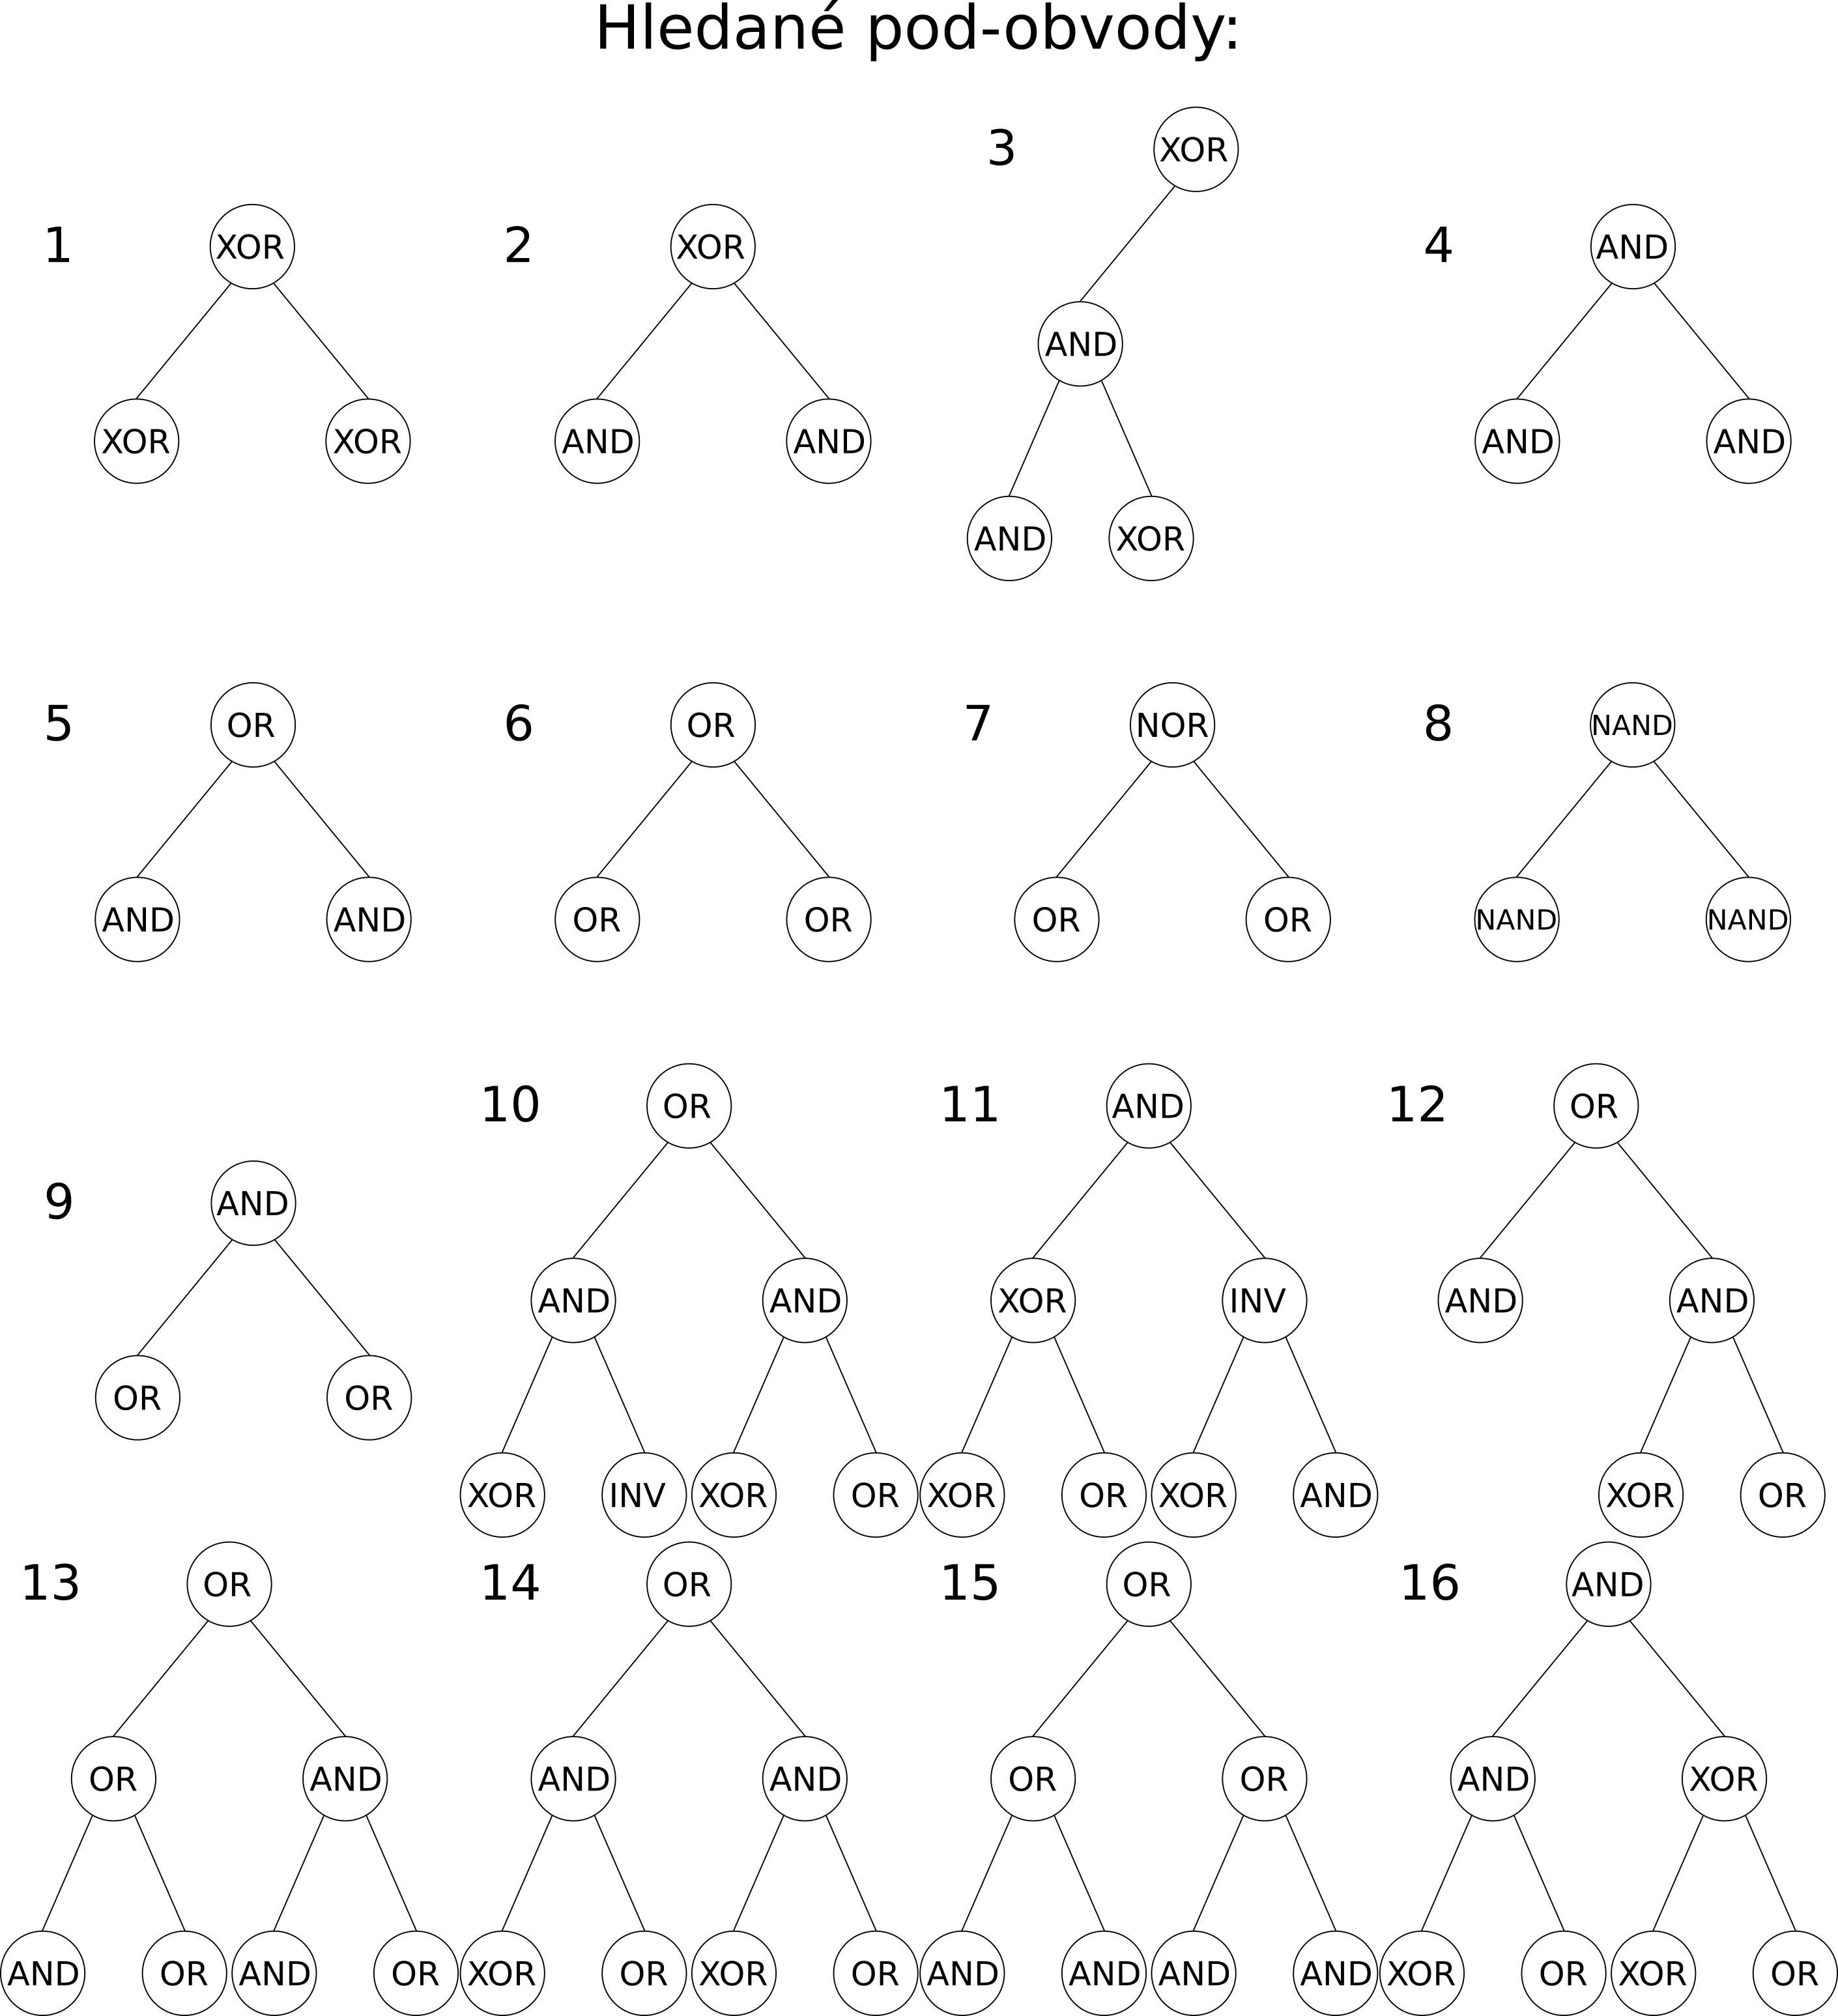 Hledané pod-obvody:
3 XOR
1 XOR 2 XOR 4 AND
AND
XOR XOR AND AND AND AND
AND XOR
5 OR 6 OR 7 NOR 8 NAND
AND AND OR OR OR OR NAND NAND
10 OR 11 AND 12 OR
9 AND
AND AND XOR INV AND AND
OR OR
XOR INV XOR OR XOR OR XOR AND XOR OR
13 OR 14 OR 15 OR 16 AND
OR AND AND AND OR OR AND XOR
AND OR AND OR XOR OR XOR OR AND AND AND AND XOR OR XOR OR